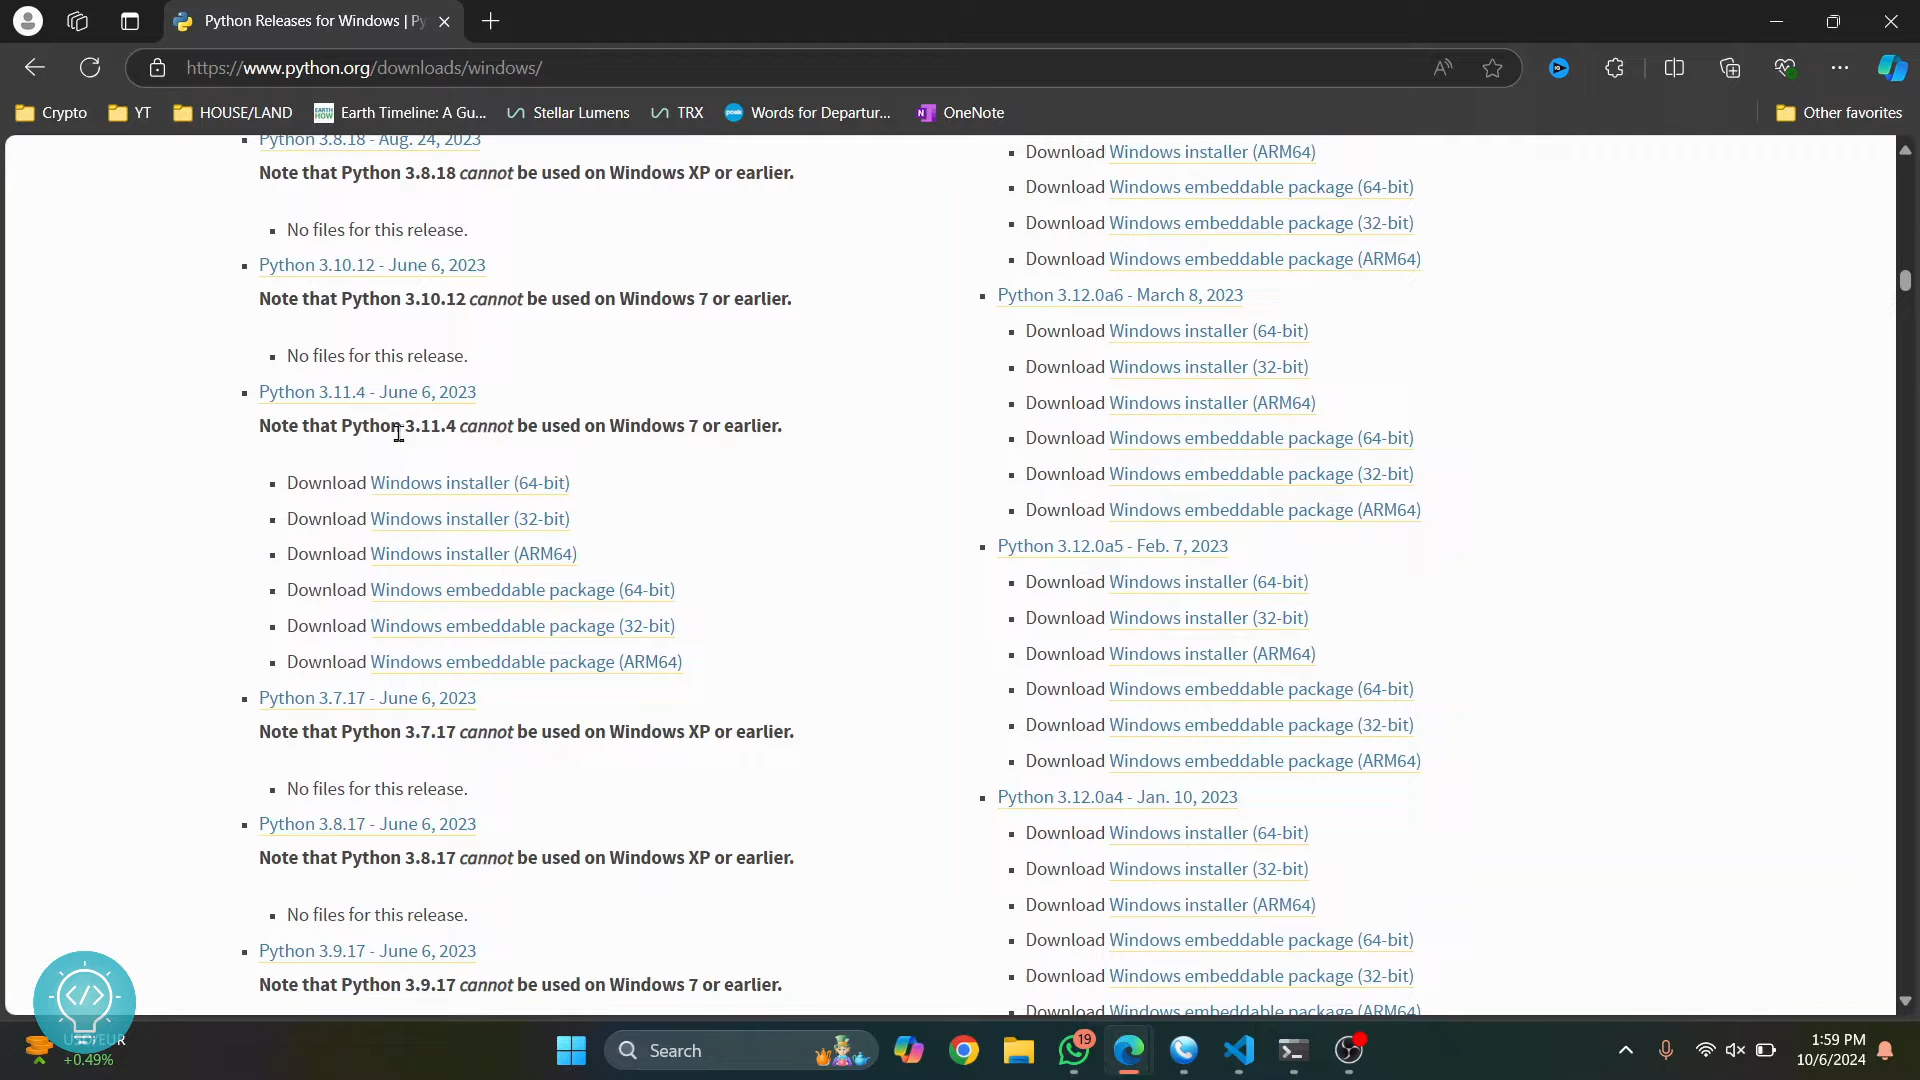 Python Releases for Windows | Py
https://www.python.org/downloads/windows/
Crypto
YT
HOUSE/LAND
Earth Timeline: A Gu...
Stellar Lumens
TRX
Words for Departur...
OneNote
Other favorites
Python 3.8.18 - Aug. 24, 2023
Note that Python 3.8.18 cannot be used on Windows XP or earlier.
No files for this release.
Python 3.10.12 - June 6, 2023
Note that Python 3.10.12 cannot be used on Windows 7 or earlier.
No files for this release.
Python 3.11.4 - June 6, 2023
Note that Python 3.11.4 cannot be used on Windows 7 or earlier.
Download Windows installer (64-bit)
Download Windows installer (32-bit)
Download Windows installer (ARM64)
Download Windows embeddable package (64-bit)
Download Windows embeddable package (32-bit)
Download Windows embeddable package (ARM64)
Python 3.7.17 - June 6, 2023
Note that Python 3.7.17 cannot be used on Windows XP or earlier.
No files for this release.
Python 3.8.17 - June 6, 2023
Note that Python 3.8.17 cannot be used on Windows XP or earlier.
No files for this release.
Python 3.9.17 - June 6, 2023
Note that Python 3.9.17 cannot be used on Windows 7 or earlier.
Download Windows installer (ARM64)
Download Windows embeddable package (64-bit)
Download Windows embeddable package (32-bit)
Download Windows embeddable package (ARM64)
Python 3.12.0a6 - March 8, 2023
Download Windows installer (64-bit)
Download Windows installer (32-bit)
Download Windows installer (ARM64)
Download Windows embeddable package (64-bit)
Download Windows embeddable package (32-bit)
Download Windows embeddable package (ARM64)
Python 3.12.0a5 - Feb. 7, 2023
Download Windows installer (64-bit)
Download Windows installer (32-bit)
Download Windows installer (ARM64)
Download Windows embeddable package (64-bit)
Download Windows embeddable package (32-bit)
Download Windows embeddable package (ARM64)
Python 3.12.0a4 - Jan. 10, 2023
Download Windows installer (64-bit)
Download Windows installer (32-bit)
Download Windows installer (ARM64)
Download Windows embeddable package (64-bit)
Download Windows embeddable package (32-bit)
Download Windows embeddable package (ARM64)
USD/EUR
+0.49%
Search
19
1:59 PM
10/6/2024